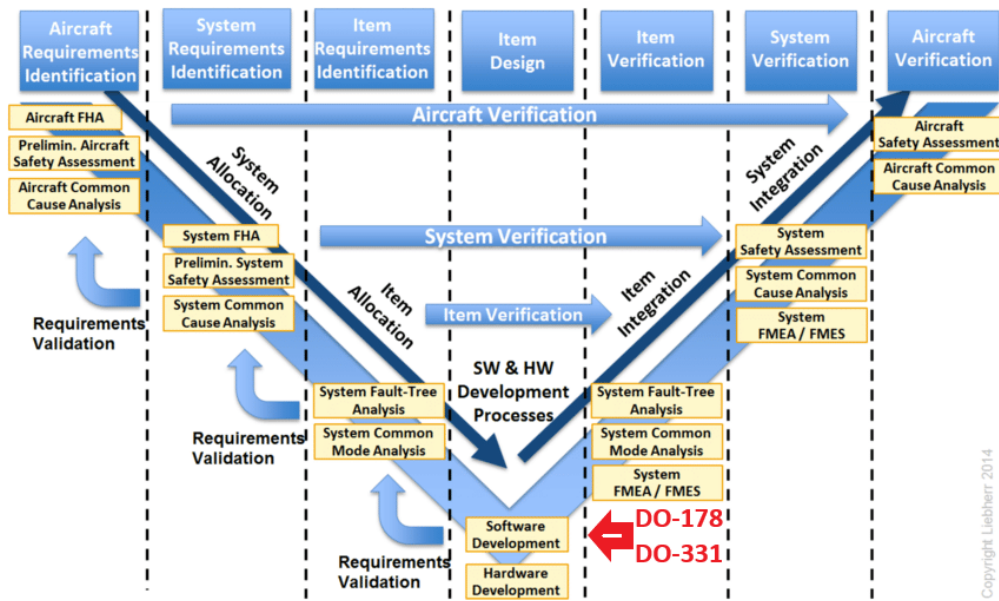 Aircraft
Requirements
Identification
System
Requirements
Identification
Item
Requirements
Identification
Item
Design
Item
Verification
System
Verification
Aircraft
Verification
Aircraft FHA
Prelimin. Aircraft
Safety Assessment
Aircraft Common
Cause Analysis
Aircraft Verification
Aircraft
Safety Assessment
Aircraft Common
Cause Analysis
System
Allocation
System
Integration
System FHA
Prelimin. System
Safety Assessment
System Common
Cause Analysis
System Verification
System
Safety Assessment
System Common
Cause Analysis
System
FMEA / FMES
Requirements
Validation
Item
Allocation
Item Verification
Item
Integration
SW & HW
Development
Processes
System Fault-Tree
Analysis
System Common
Mode Analysis
System Fault-Tree
Analysis
System Common
Mode Analysis
System
FMEA / FMES
Requirements
Validation
Software
Development
Hardware
Development
DO-178
DO-331
Requirements
Validation
Copyright Liebherr 2014